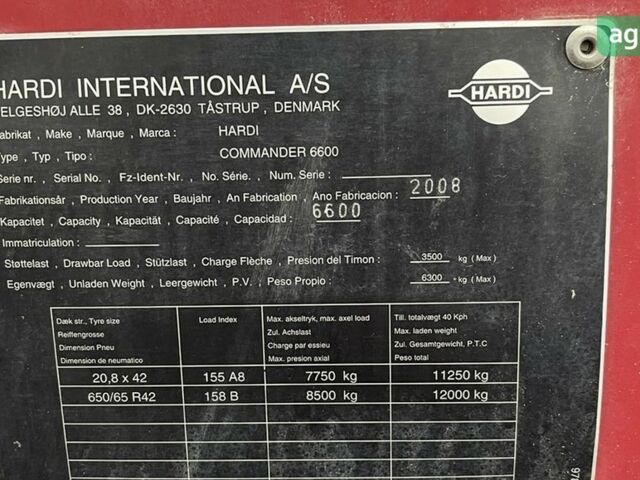 HARDI INTERNATIONAL A/S
HARDI
ELGESHØJ ALLE 38, DK-2630 TÅSTRUP, DENMARK
abrikat, Make, Marque, Marca: HARDI
Type, Typ, Tipo: COMMANDER 6600
Serie nr., Serial No., Fz-Ident-Nr., No. Série., Num. Serie:
Fabrikationsår, Production Year, Baujahr, An Fabrication, Ano Fabricacion: 2008
Kapacitet, Capacity, Kapacität, Capacité, Capacidad: 6600
Immatriculation:
Støttelast, Drawbar Load, Stützlast, Charge Flèche, Presion del Timon: 3500 kg (Max)
Egenvægt, Unladen Weight, Leergewicht, P.V., Peso Propio: 6300 kg (Max)
Dæk str., Tyre size
Reiffengrosse
Dimension Pneu
Dimension de neumatico
Load Index
Max. akseltryk, max. axel load
Zul. Achslast
Charge par essieu
Max. presion axial
Till. totalvægt 40 Kph
Max. laden weight
Zul. Gesamtgewicht, P.T.C
Peso total
20,8 x 42 155 A8 7750 kg 11250 kg
650/65 R42 158 B 8500 kg 12000 kg
ag